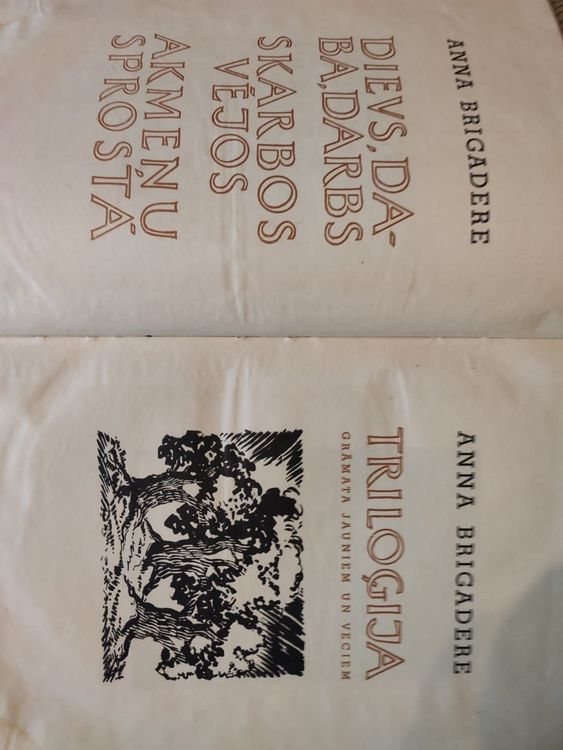 ANNA BRIGADERE
DIEVS, DA-
BA, DARBS
SKARBOS
VĒJOS
AKMEŅU
SPROSTĀ
ANNA BRIGADERE
TRILOĢIJA
GRĀMATA JAUNIEM UN VECIEM